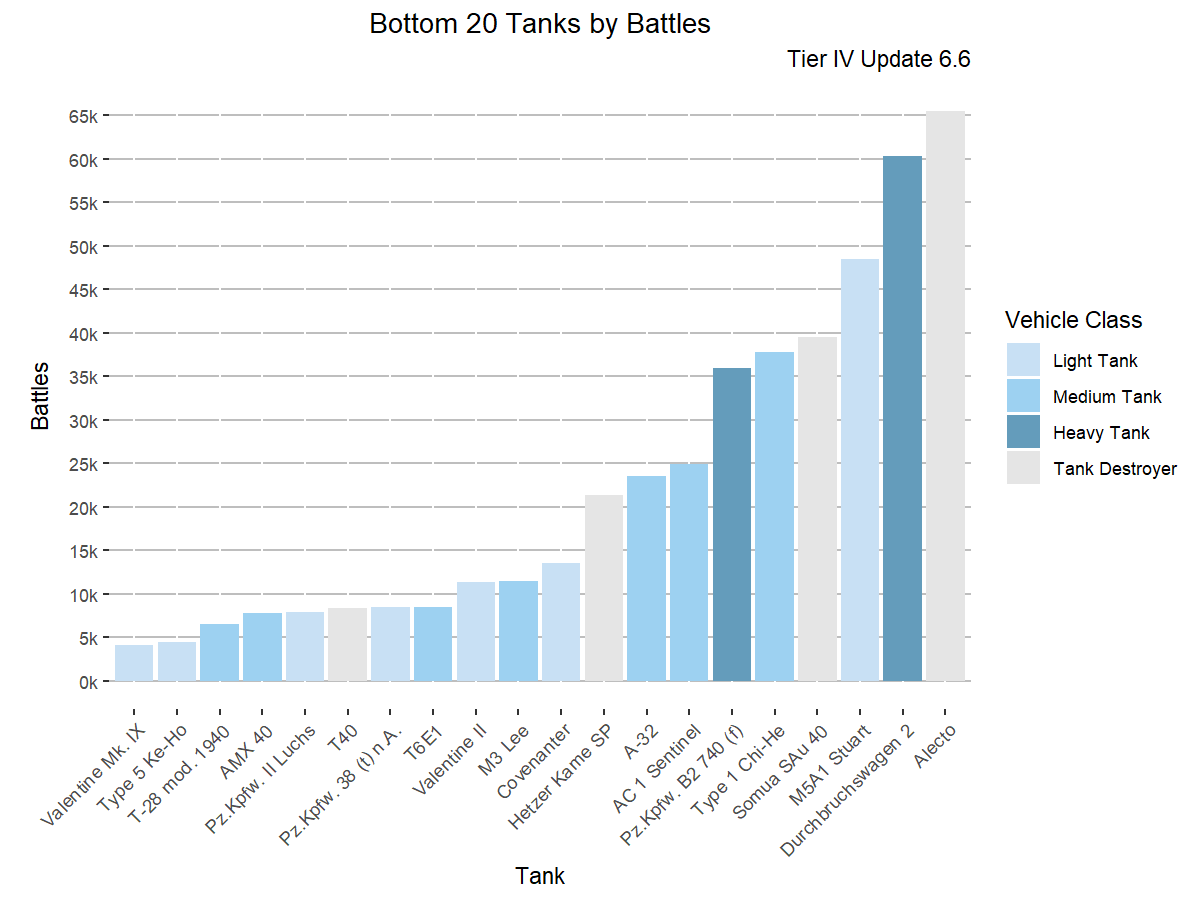 Bottom 20 Tanks by Battles
Tier IV Update 6.6
65k
60k
55k
50k
45k
40k
35k
30k
25k
20k
15k
10k
5k
0k
Battles
Valentine Mk. IX
Type 5 Ke-Ho
T-28 mod. 1940
AMX 40
Pz.Kpfw. II Luchs
T40
Pz.Kpfw. 38 (t) n.A.
T6E1
Valentine II
M3 Lee
Covenanter
Hetzer Kame SP
A-32
AC 1 Sentinel
Pz.Kpfw. B2 740 (f)
Type 1 Chi-He
Somua SAu 40
M5A1 Stuart
Durchbruchswagen 2
Alecto
Tank
Vehicle Class
Light Tank
Medium Tank
Heavy Tank
Tank Destroyer